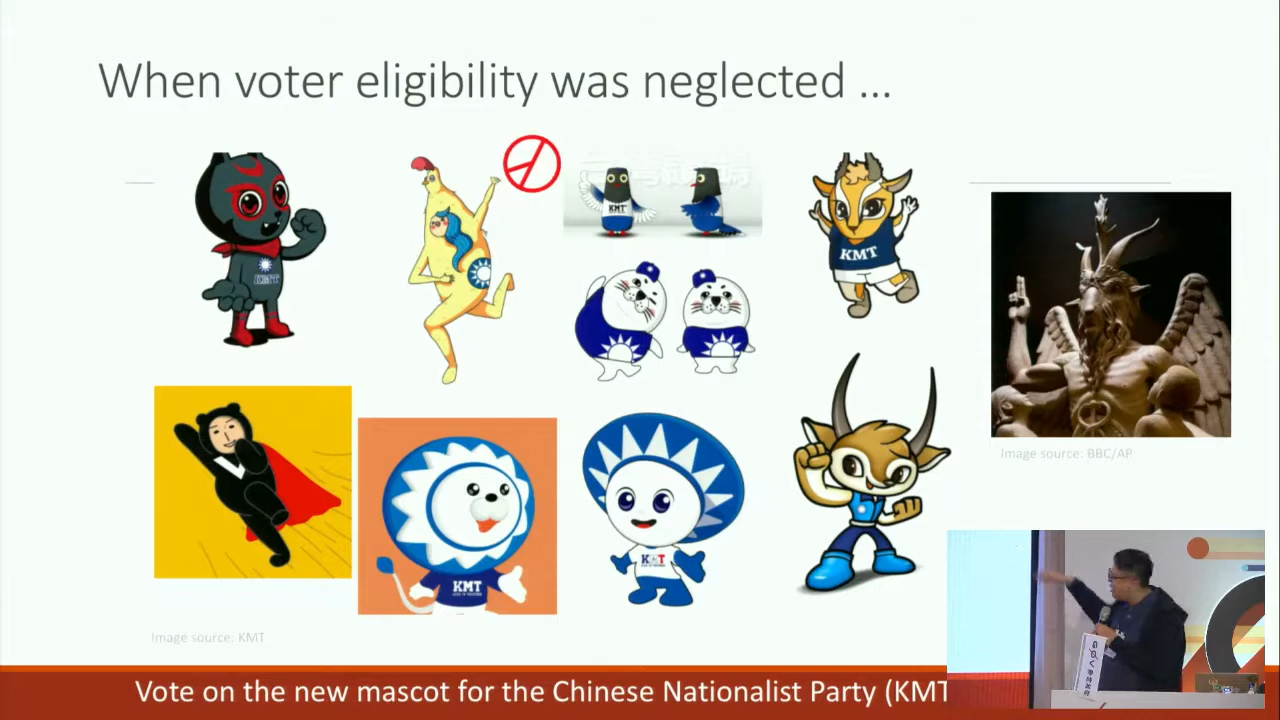 When voter eligibility was neglected ...
KMT
KMT
KMT
KMT
KMT
Image source: BBC/AP
Image source: KMT
Vote on the new mascot for the Chinese Nationalist Party (KMT